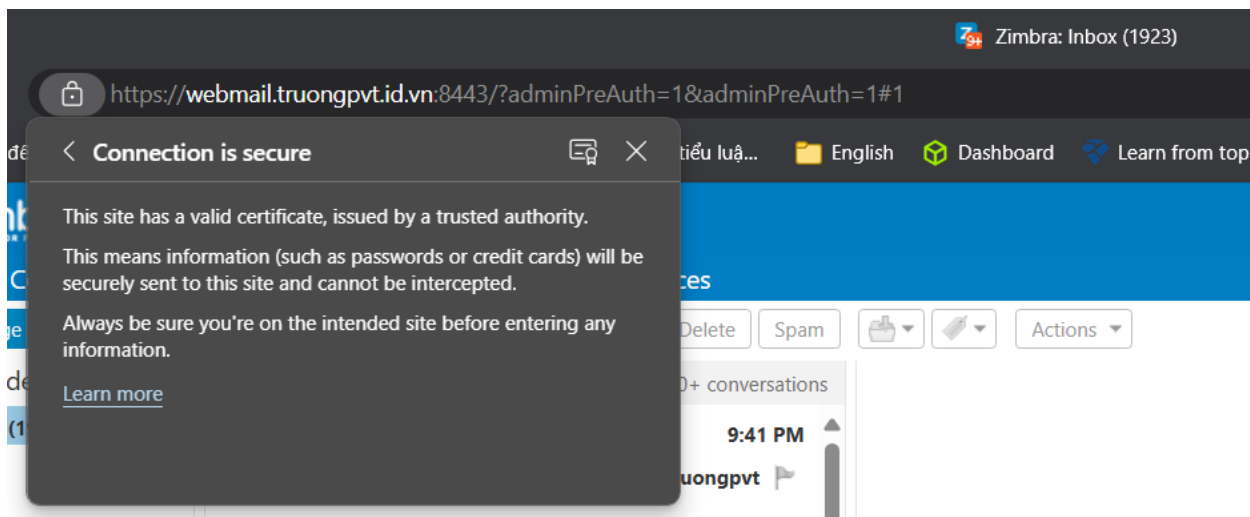 Zimbra: Inbox (1923)
https://webmail.truongpvt.id.vn:8443/?adminPreAuth=1&adminPreAuth=1#1
Connection is secure
tiểu luậ... English Dashboard Learn from top
This site has a valid certificate, issued by a trusted authority.
This means information (such as passwords or credit cards) will be
securely sent to this site and cannot be intercepted.
Always be sure you're on the intended site before entering any
information.
Learn more
Delete Spam Actions
0+ conversations
9:41 PM
uongpvt